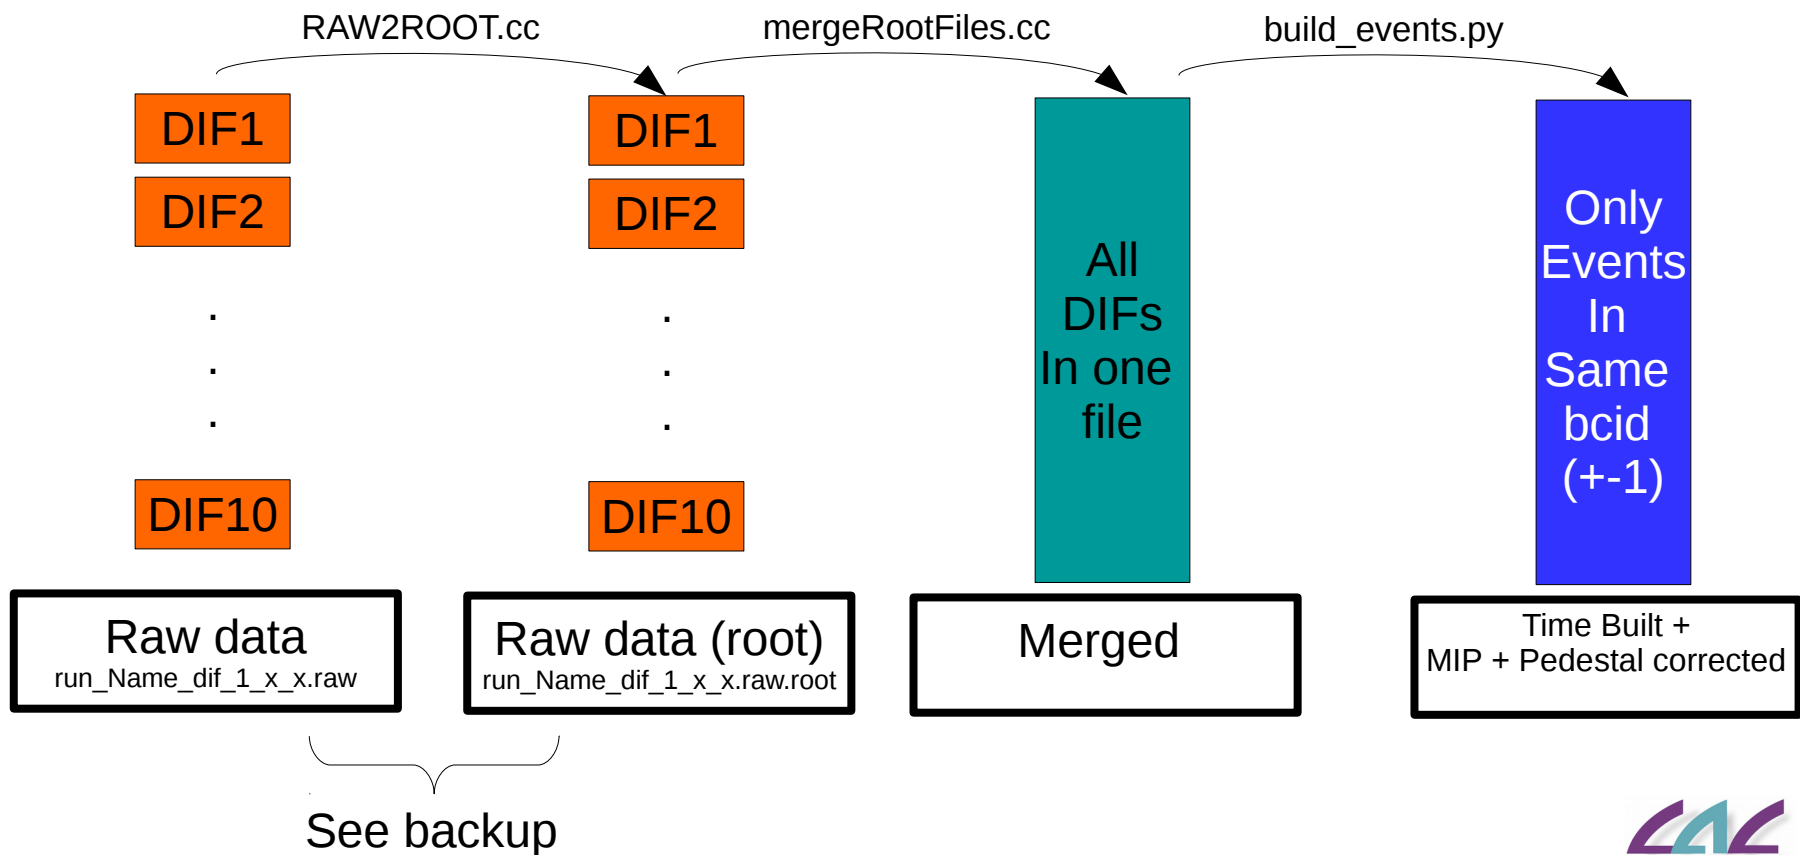 RAW2ROOT.cc
mergeRootFiles.cc
build_events.py
DIF1
DIF2
.
.
.
DIF10
Raw data
run_Name_dif_1_x_x.raw
DIF1
DIF2
.
.
.
DIF10
Raw data (root)
run_Name_dif_1_x_x.raw.root
All
DIFs
In one
file
Merged
Only
Events
In
Same
bcid
(+-1)
Time Built +
MIP + Pedestal corrected
See backup